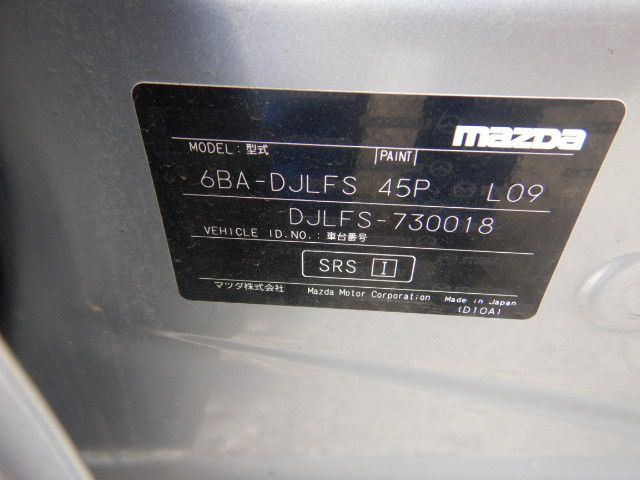 mazda
MODEL:型式 PAINT
6BA-DJLFS 45P L09
DJLFS-730018
VEHICLE ID.NO.:車台番号
SRS I
マツダ株式会社 Mazda Motor Corporation Made in Japan
(D10A)